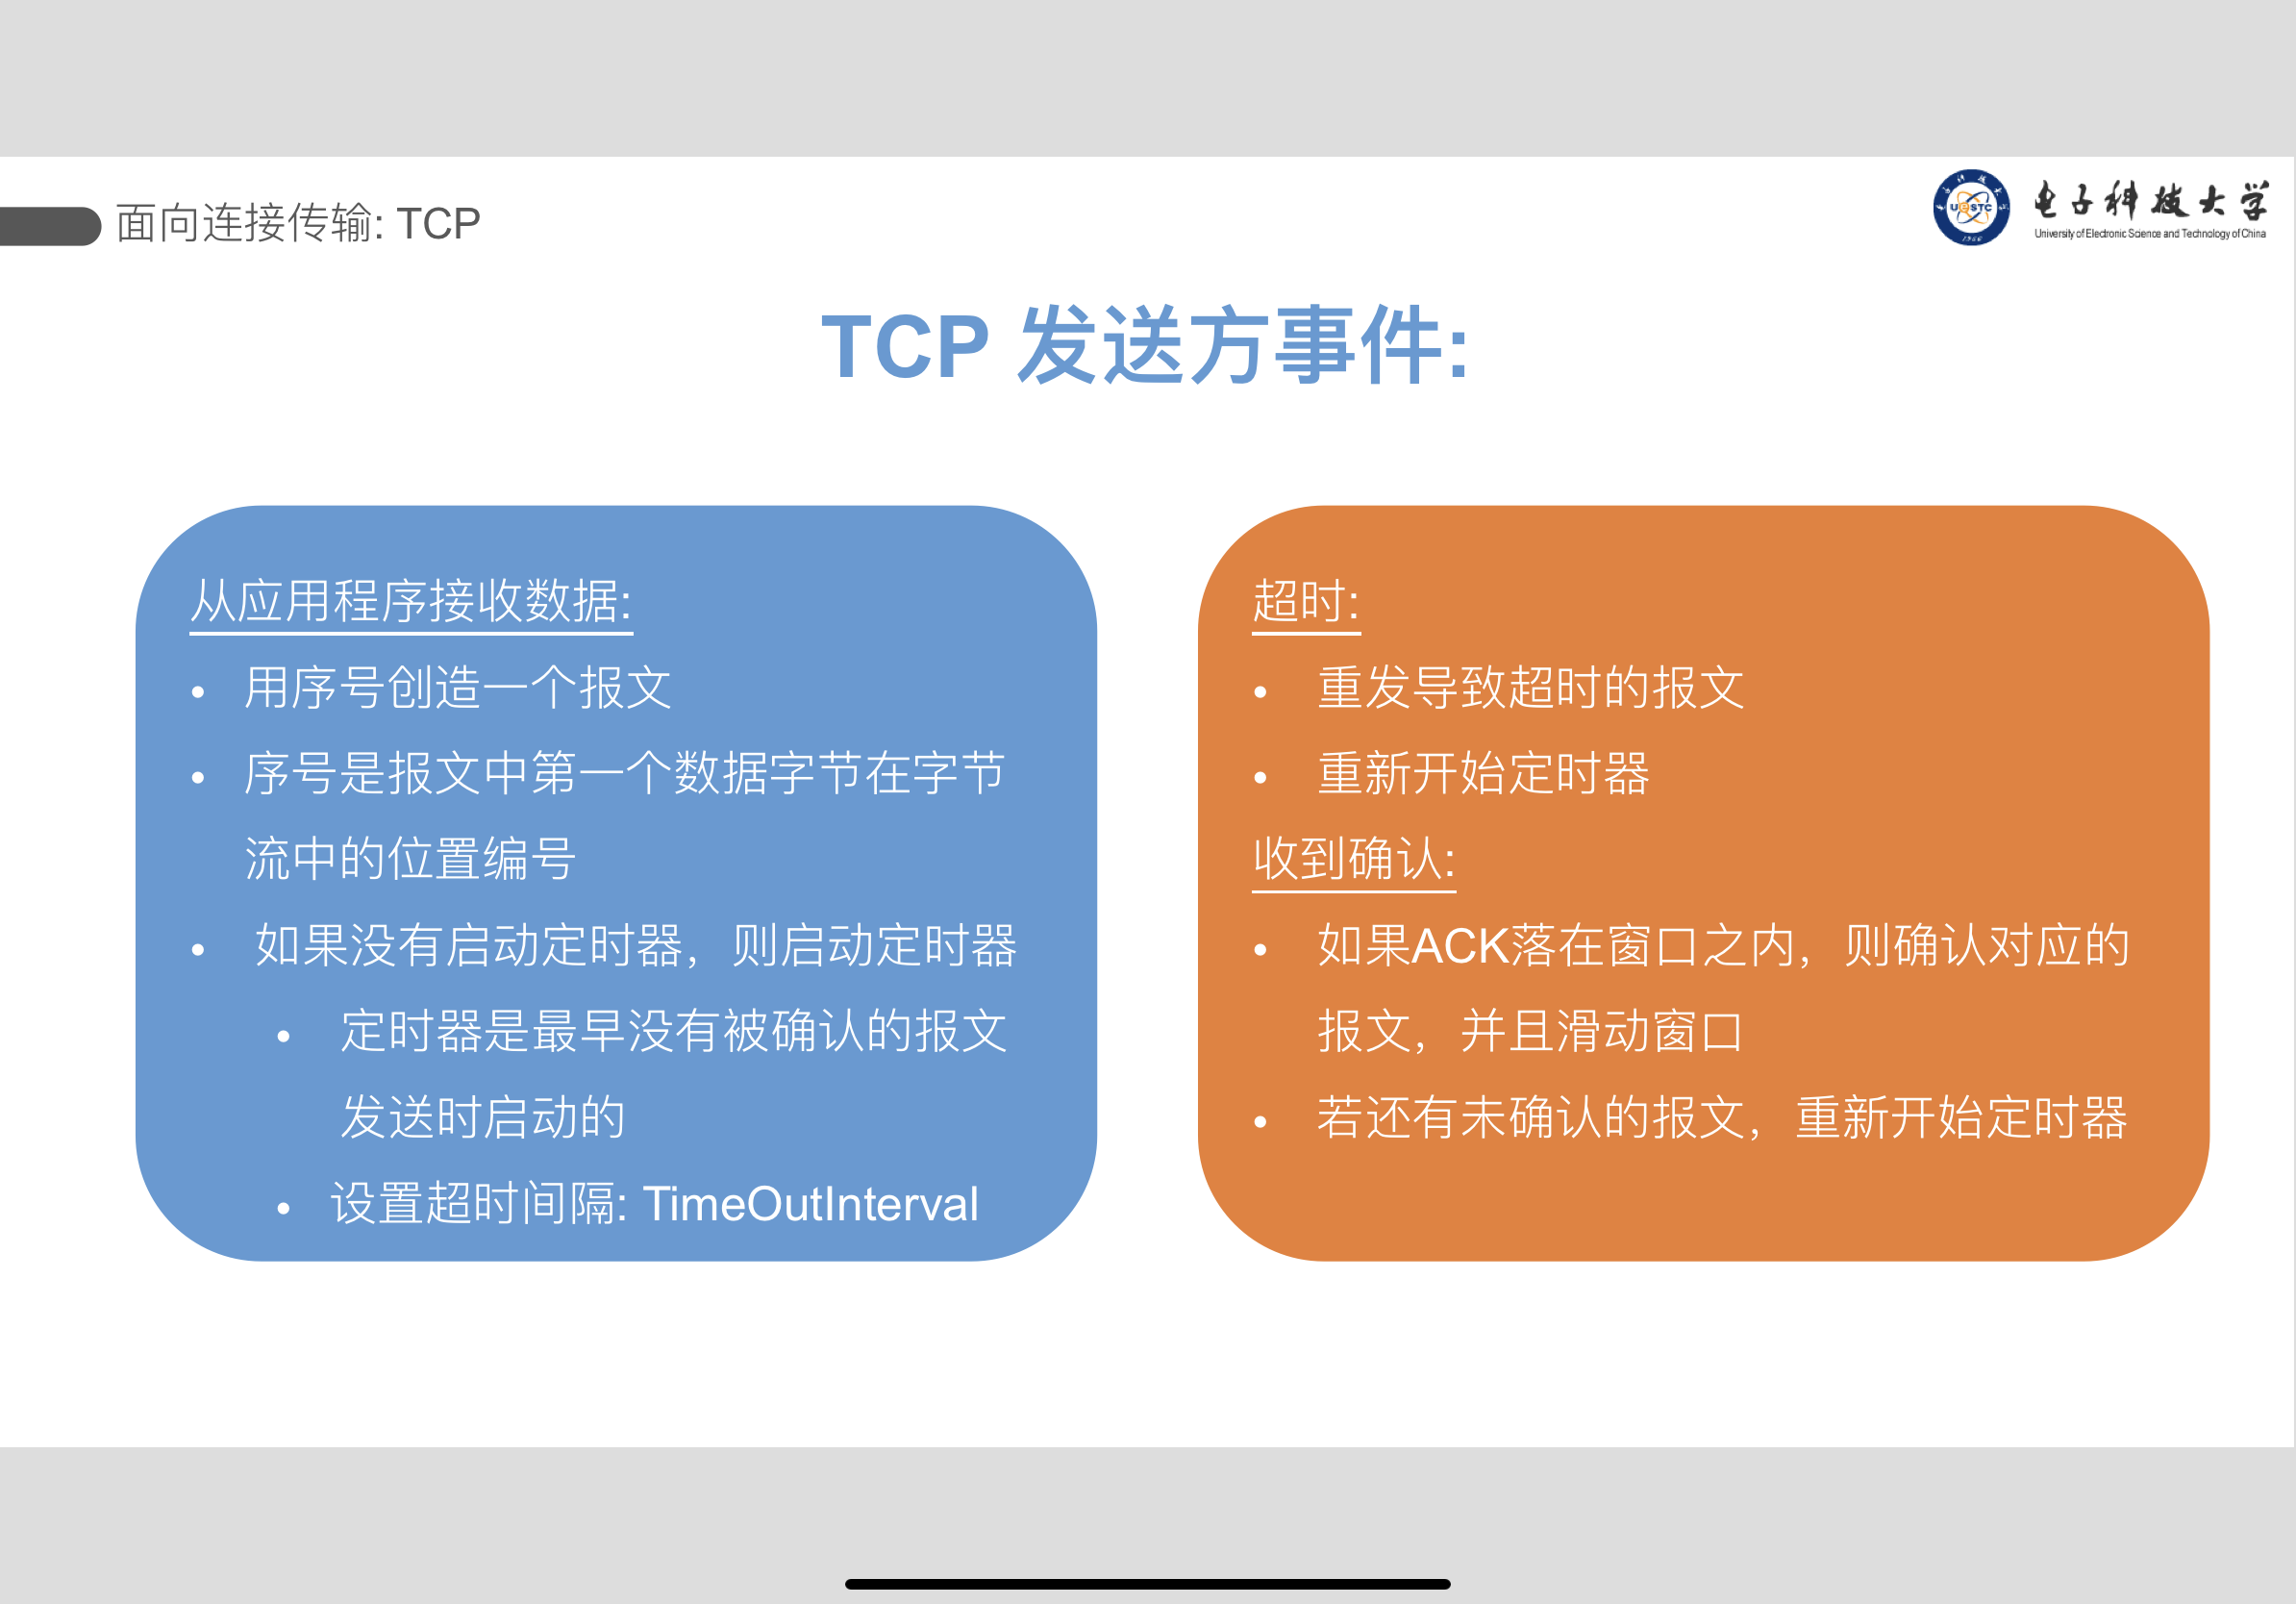 面向连接传输: TCP
电子科技大学
University of Electronic Science and Technology of China
UESTC
1956
TCP 发送方事件:
从应用程序接收数据:
• 用序号创造一个报文
• 序号是报文中第一个数据字节在字节
流中的位置编号
• 如果没有启动定时器，则启动定时器
• 定时器是最早没有被确认的报文
发送时启动的
• 设置超时间隔: TimeOutInterval
超时:
• 重发导致超时的报文
• 重新开始定时器
收到确认:
• 如果ACK落在窗口之内，则确认对应的
报文，并且滑动窗口
• 若还有未确认的报文，重新开始定时器